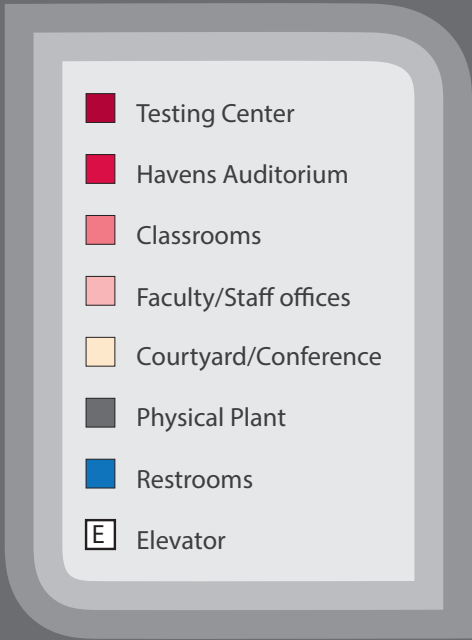 Testing Center
Havens Auditorium
Classrooms
Faculty/Staff offices
Courtyard/Conference
Physical Plant
Restrooms
E Elevator